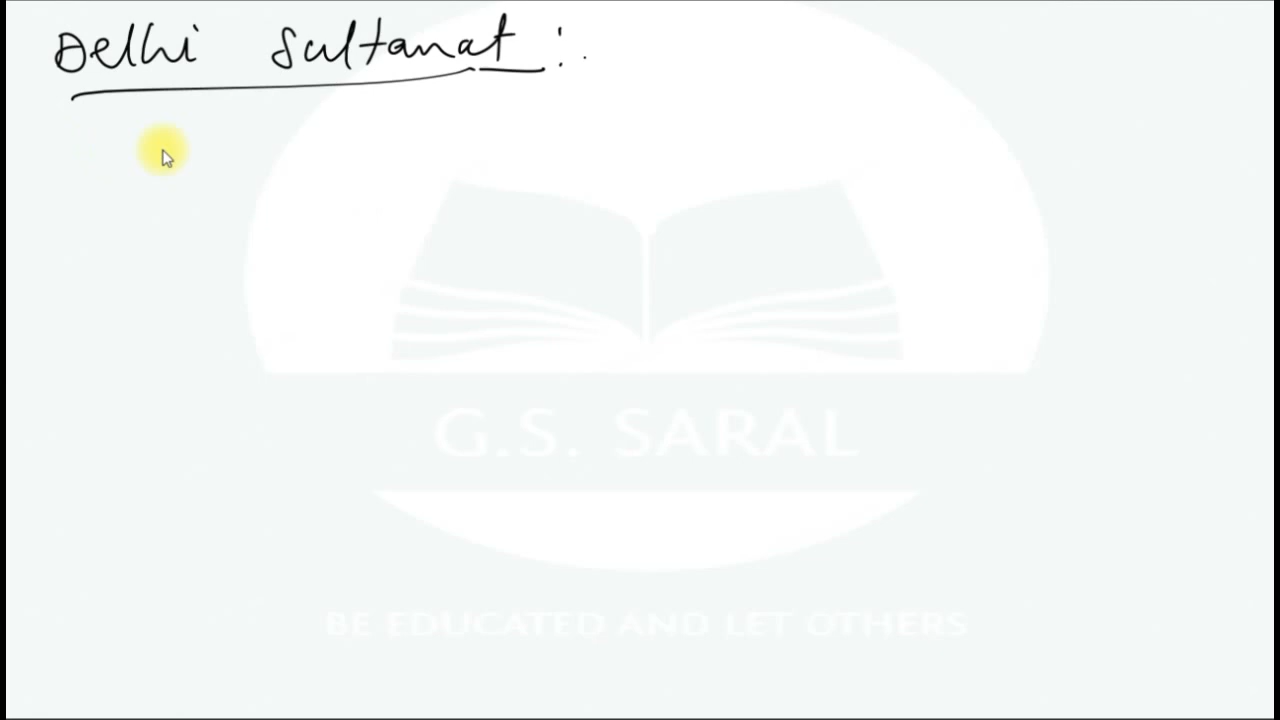 Delhi Sultanat :
G.S. SARAL
BE EDUCATED AND LET OTHERS